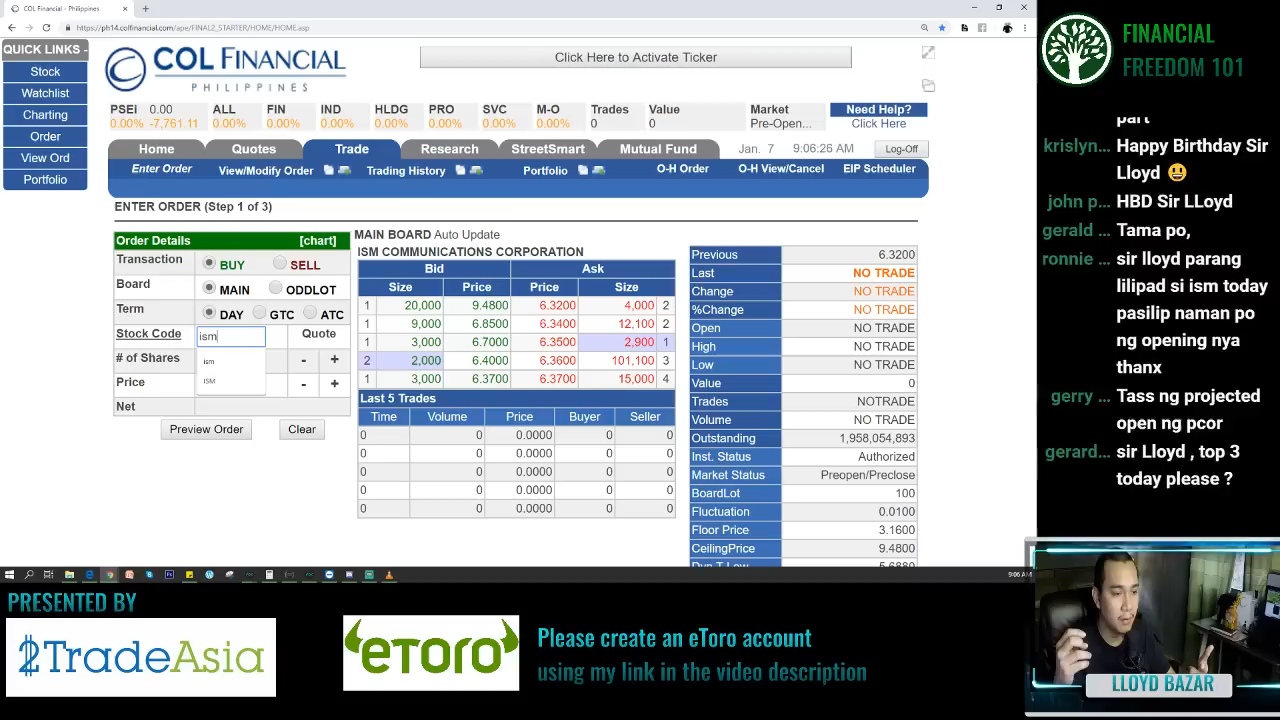 COL Financial - Philippines
https://ph14.colfinancial.com/ape/FINAL2_STARTER/HOME/HOME.asp
QUICK LINKS -
Stock
Watchlist
Charting
Order
View Ord
Portfolio
COL FINANCIAL
PHILIPPINES
Click Here to Activate Ticker
PSEi 0.00 ALL FIN IND HLDG PRO SVC M-O Trades Value Market
0.00% -7,761.11 0.00% 0.00% 0.00% 0.00% 0.00% 0.00% 0.00% 0 0 Pre-Open...
Need Help?
Click Here
Home Quotes Trade Research StreetSmart Mutual Fund Jan. 7 9:06:26 AM Log-Off
Enter Order View/Modify Order Trading History Portfolio O-H Order O-H View/Cancel EIP Scheduler
ENTER ORDER (Step 1 of 3)
Order Details [chart]
Transaction BUY SELL
Board MAIN ODDLOT
Term DAY GTC ATC
Stock Code ism Quote
ism
ISM
# of Shares - +
Price - +
Net
Preview Order Clear
MAIN BOARD Auto Update
ISM COMMUNICATIONS CORPORATION
Bid Ask
Size Price Price Size
1 20,000 9.4800 6.3200 4,000 2
1 9,000 6.8500 6.3400 12,100 2
1 3,000 6.7000 6.3500 2,900 1
2 2,000 6.4000 6.3600 101,100 3
1 3,000 6.3700 6.3700 15,000 4
Last 5 Trades
Time Volume Price Buyer Seller
0 0 0.0000 0 0
0 0 0.0000 0 0
0 0 0.0000 0 0
0 0 0.0000 0 0
0 0 0.0000 0 0
Previous 6.3200
Last NO TRADE
Change NO TRADE
%Change NO TRADE
Open NO TRADE
High NO TRADE
Low NO TRADE
Value 0
Trades NOTRADE
Volume NO TRADE
Outstanding 1,958,054,893
Inst. Status Authorized
Market Status Preopen/Preclose
BoardLot 100
Fluctuation 0.0100
Floor Price 3.1600
CeilingPrice 9.4800
9:06 AM
FINANCIAL
FREEDOM 101
part
krislyn... Happy Birthday Sir
Lloyd
john p... HBD Sir LLoyd
gerald ... Tama po,
ronnie ... sir lloyd parang
lilipad si ism today
pasilip naman po
ng opening nya
thanx
gerry ... Tass ng projected
open ng pcor
gerard... sir Lloyd , top 3
today please ?
PRESENTED BY
2TradeAsia
eToro
Please create an eToro account
using my link in the video description
LLOYD BAZAR